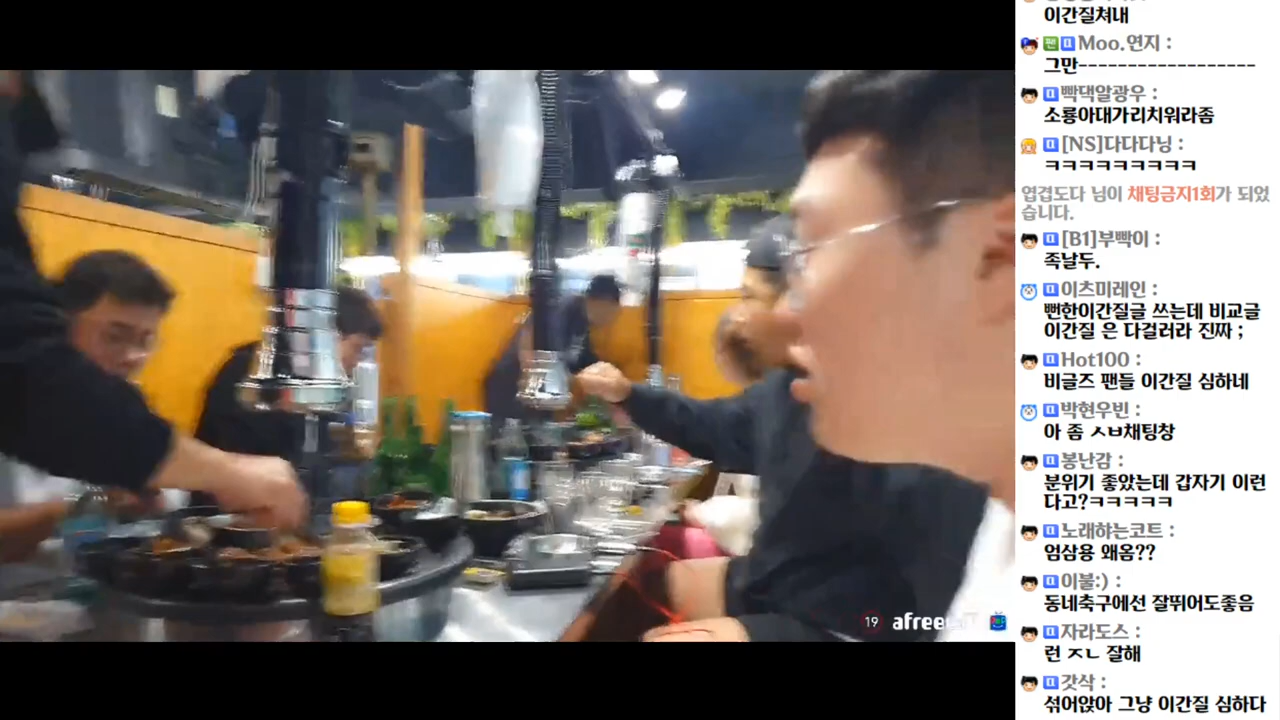 이간질쳐내
팬 Moo.연지 :
그만------------------
빡댁알광우 :
소룡아대가리치워라좀
[NS]다다다닝 :
ㅋㅋㅋㅋㅋㅋㅋㅋㅋ
엽겹도다 님이 채팅금지1회가 되었
습니다.
[B1]부빡이 :
족날두.
이츠미레인 :
뻔한이간질글 쓰는데 비교글
이간질 은 다걸러라 진짜 ;
Hot100 :
비글즈 팬들 이간질 심하네
박현우빈 :
아 좀 ㅅㅂ채팅창
봉난감 :
분위기 좋았는데 갑자기 이런
다고?ㅋㅋㅋㅋㅋ
노래하는코트 :
엄삼용 왜옴??
이불:) :
동네축구에선 잘뛰어도좋음
자라도스 :
런 ㅈㄴ 잘해
갓삭 :
섞어앉아 그냥 이간질 심하다
19 afreeca